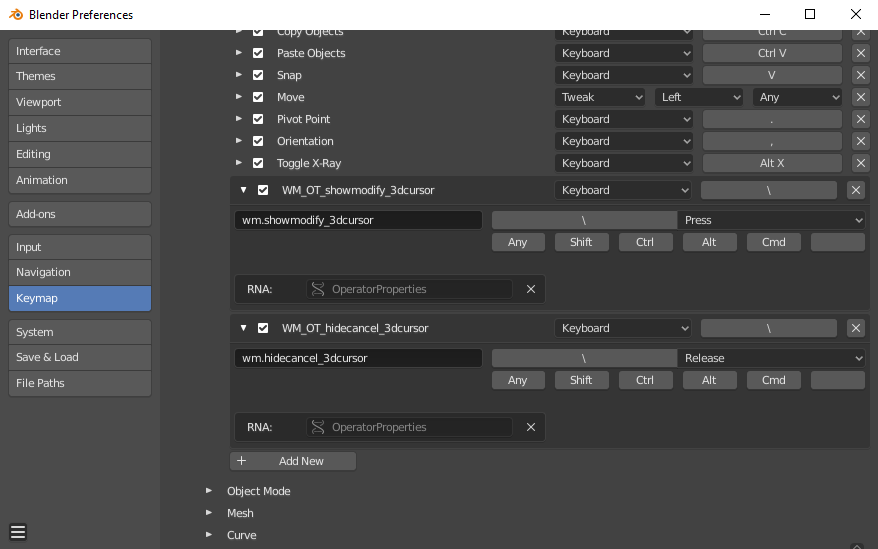 Blender Preferences
Interface
Themes
Viewport
Lights
Editing
Animation
Add-ons
Input
Navigation
Keymap
System
Save & Load
File Paths
Copy Objects Keyboard Ctrl C
Paste Objects Keyboard Ctrl V
Snap Keyboard V
Move Tweak Left Any
Pivot Point Keyboard .
Orientation Keyboard ,
Toggle X-Ray Keyboard Alt X
WM_OT_showmodify_3dcursor Keyboard \
wm.showmodify_3dcursor \ Press
Any Shift Ctrl Alt Cmd
RNA: OperatorProperties
WM_OT_hidecancel_3dcursor Keyboard \
wm.hidecancel_3dcursor \ Release
Any Shift Ctrl Alt Cmd
RNA: OperatorProperties
+ Add New
Object Mode
Mesh
Curve